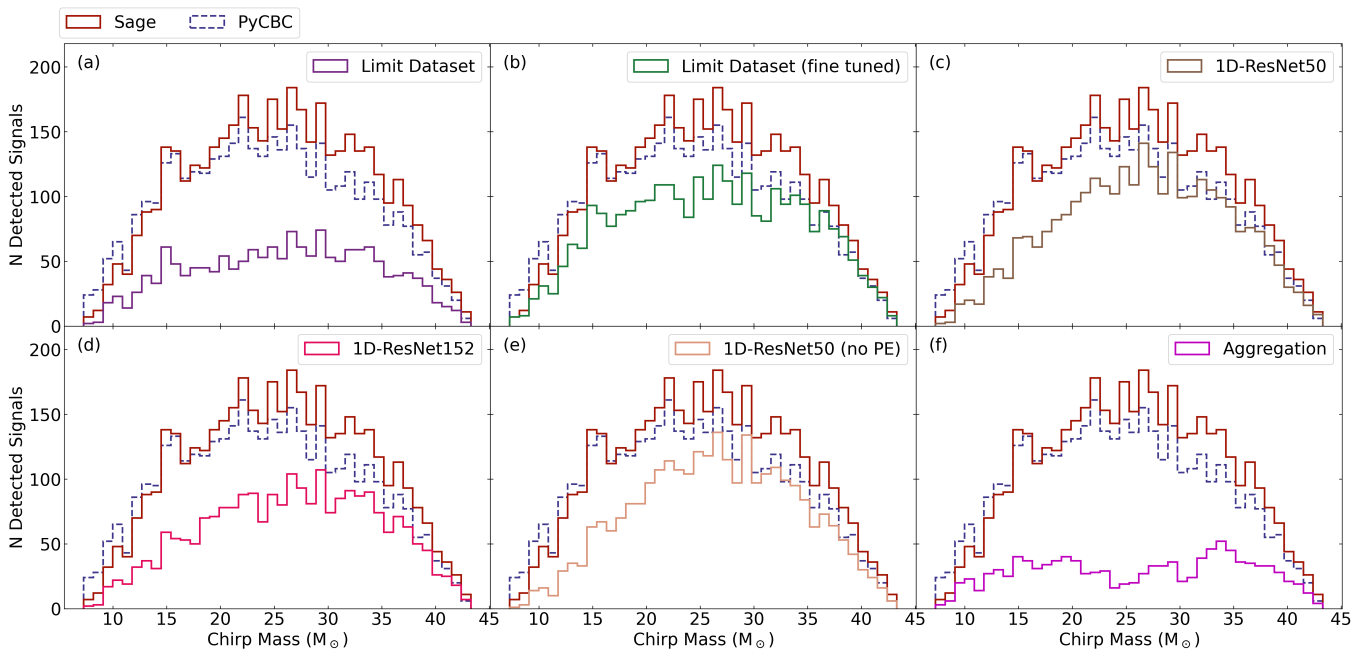 Sage PyCBC
(a) Limit Dataset
(b) Limit Dataset (fine tuned)
(c) 1D-ResNet50
200
150
100
50
0
N Detected Signals
(d) 1D-ResNet152
(e) 1D-ResNet50 (no PE)
(f) Aggregation
200
150
100
50
0
N Detected Signals
10 15 20 25 30 35 40 45
10 15 20 25 30 35 40 45
10 15 20 25 30 35 40 45
Chirp Mass (M⊙)
Chirp Mass (M⊙)
Chirp Mass (M⊙)